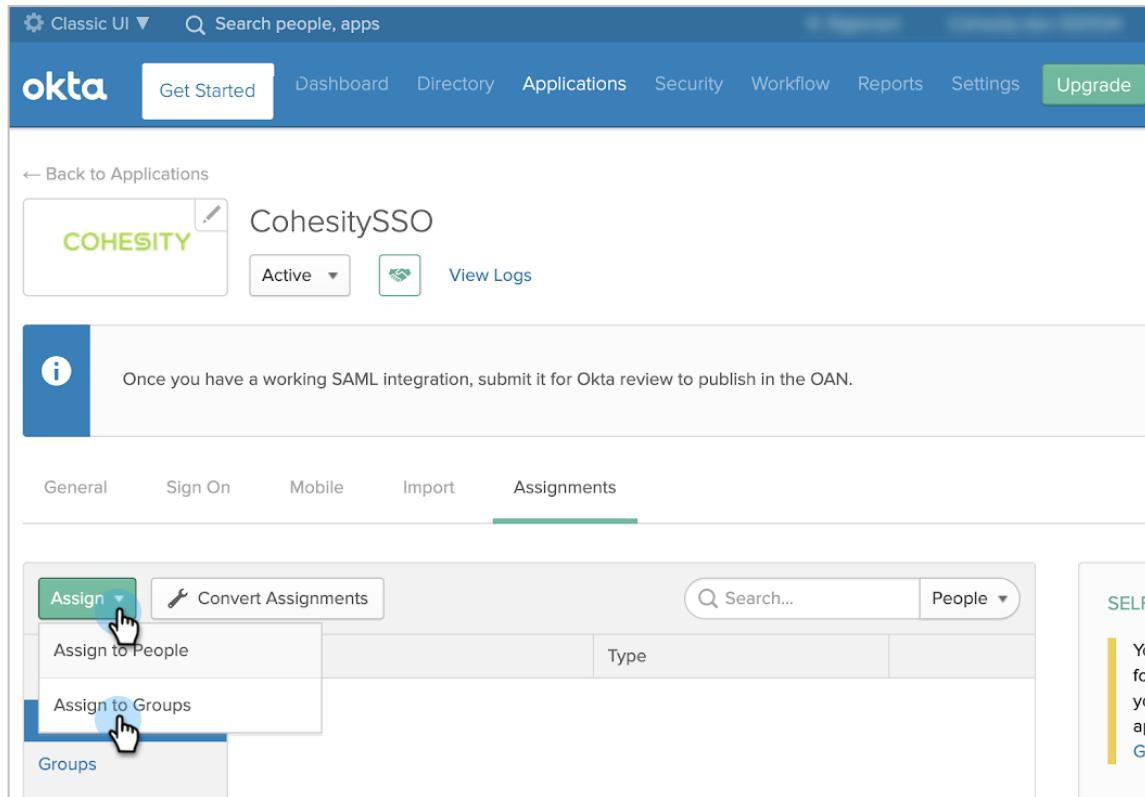 Classic UI ▼ Search people, apps
okta Get Started Dashboard Directory Applications Security Workflow Reports Settings Upgrade
← Back to Applications
COHESITY
CohesitySSO
Active ▼ View Logs
Once you have a working SAML integration, submit it for Okta review to publish in the OAN.
General Sign On Mobile Import Assignments
Assign ▼ Convert Assignments Search... People ▼
Assign to People
Type
Assign to Groups
Groups
SELF